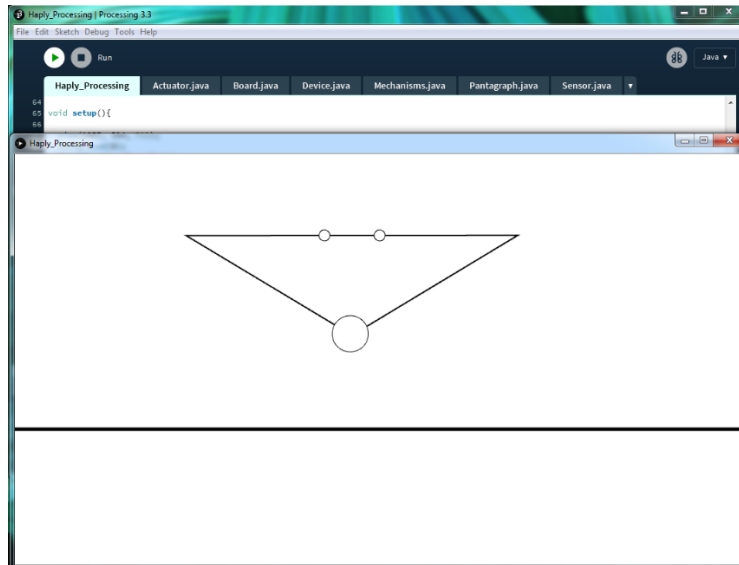 Haply_Processing | Processing 3.3
File Edit Sketch Debug Tools Help
Run
Java ▾
Haply_Processing Actuator.java Board.java Device.java Mechanisms.java Pantagraph.java Sensor.java ▾
64
65 void setup(){
66
Haply_Processing